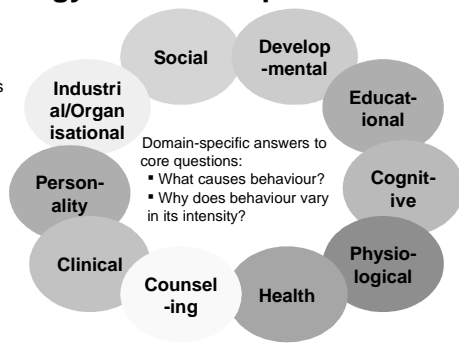 Social
Develop
-mental
Educat-
ional
Cognit-
ive
Physio-
logical
Health
Counsel
-ing
Clinical
Person-
ality
Industri
al/Organ
isational
Domain-specific answers to
core questions:
▪ What causes behaviour?
▪ Why does behaviour vary
in its intensity?